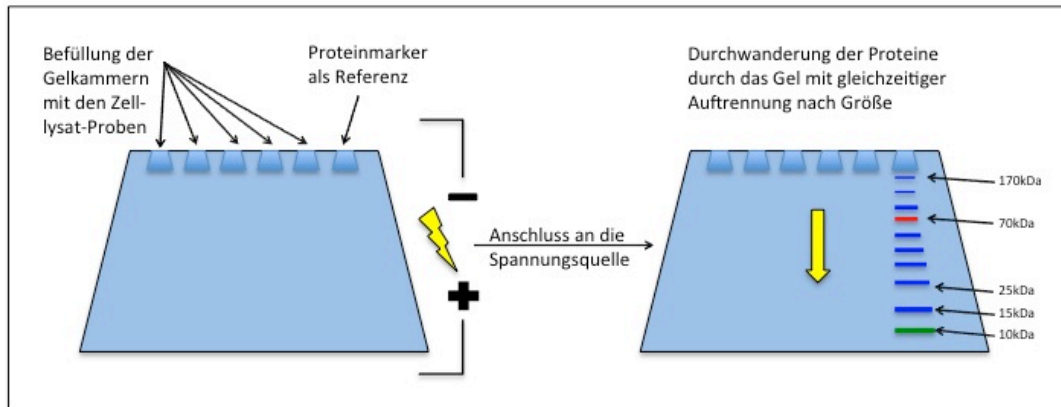 Befüllung der
Gelkammern
mit den Zell-
lysat-Proben
Proteinmarker
als Referenz
Anschluss an die
Spannungsquelle
Durchwanderung der Proteine
durch das Gel mit gleichzeitiger
Auftrennung nach Größe
170kDa
70kDa
25kDa
15kDa
10kDa